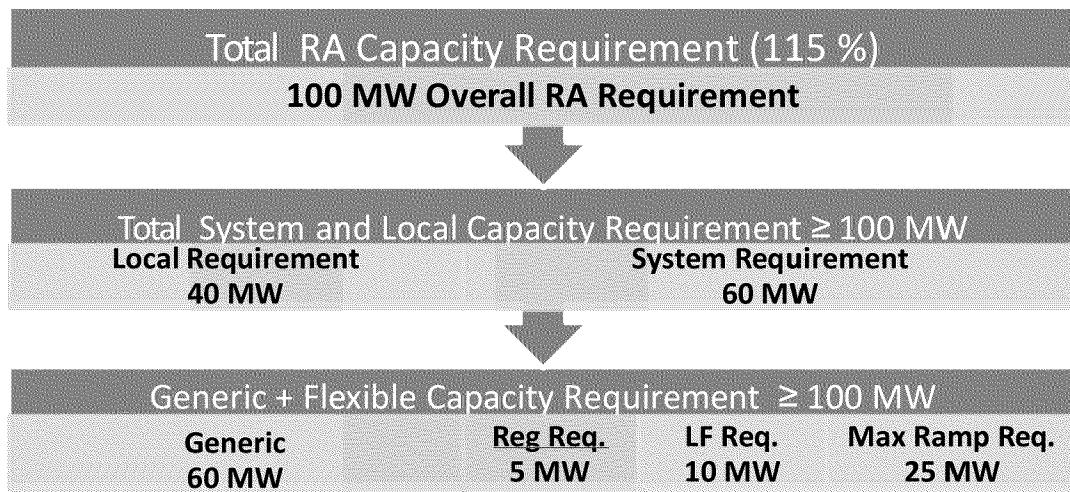 Total RA Capacity Requirement (115 %)
100 MW Overall RA Requirement
Total System and Local Capacity Requirement ≥ 100 MW
Local Requirement
40 MW
System Requirement
60 MW
Generic + Flexible Capacity Requirement ≥ 100 MW
Generic
60 MW
Reg Req.
5 MW
LF Req.
10 MW
Max Ramp Req.
25 MW